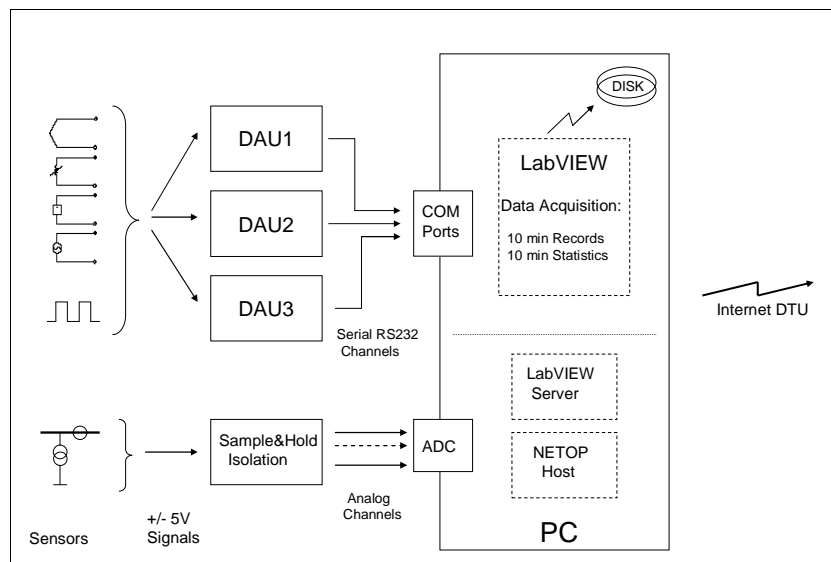 DISK
DAU1
LabVIEW
COM
Ports
Data Acquisition:
DAU2
10 min Records
10 min Statistics
DAU3
Internet DTU
Serial RS232
Channels
LabVIEW
Server
Sample&Hold
Isolation
ADC
NETOP
Host
Analog
Channels
+/- 5V
Signals
Sensors
PC